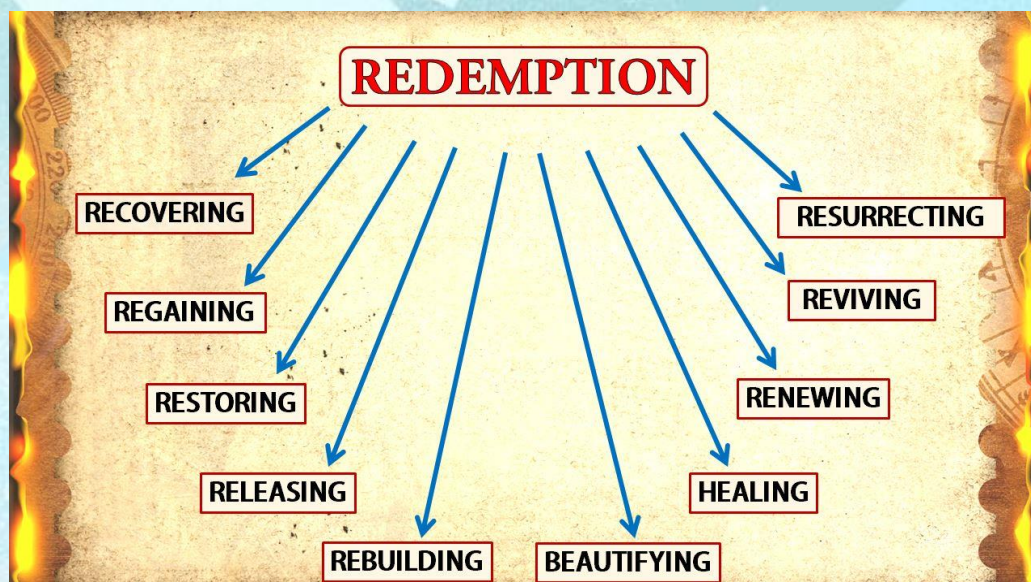 REDEMPTION
RECOVERING
RESURRECTING
REGAINING
REVIVING
RESTORING
RENEWING
RELEASING
HEALING
REBUILDING
BEAUTIFYING